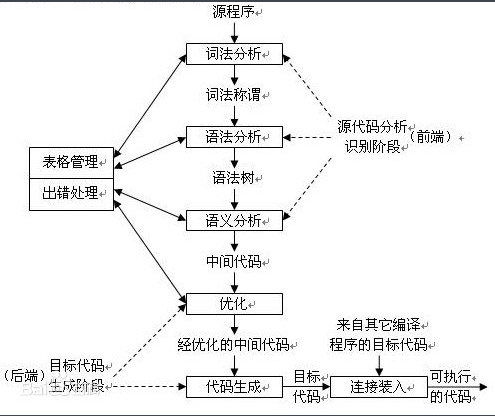 源程序
词法分析
词法称谓
源代码分析
(前端)
识别阶段
语法分析
表格管理
语法树
出错处理
语义分析
中间代码
优化
来自其它编译
程序的目标代码
经优化的中间代码
目标代码
(后端)
生成阶段
代码生成
目标
代码
连接装入
可执行
的代码